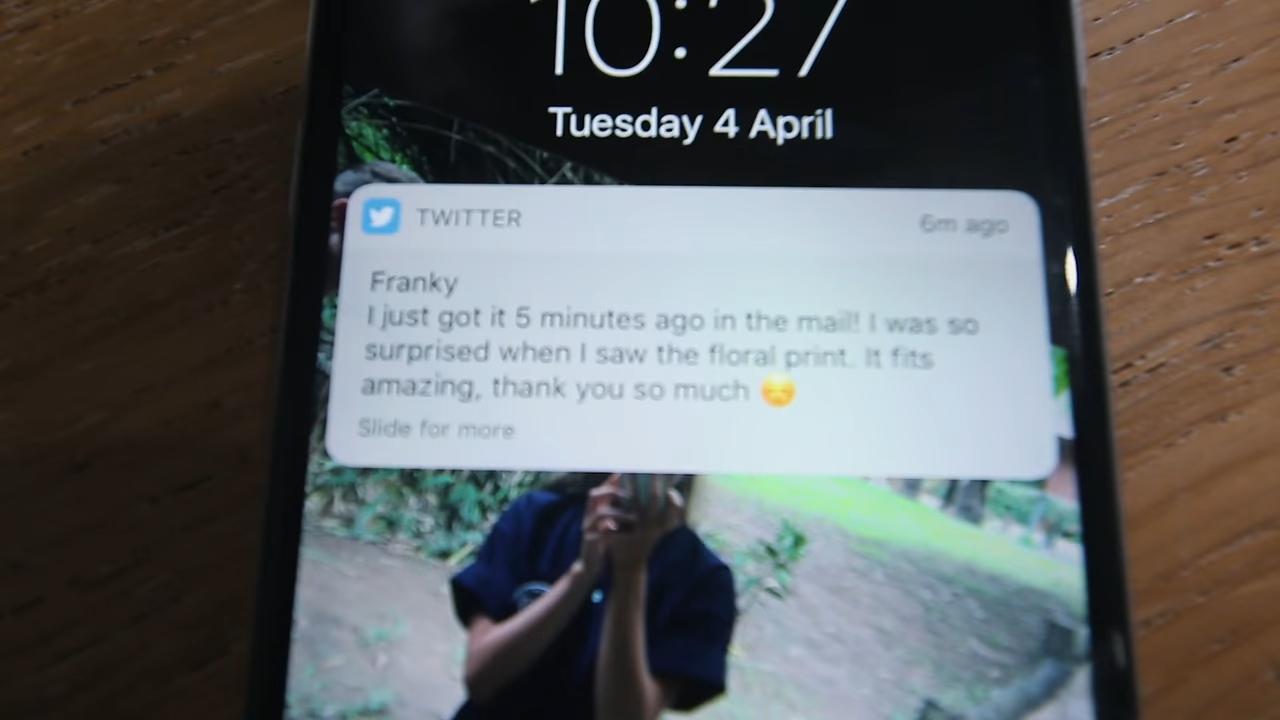 10:27
Tuesday 4 April
TWITTER
6m ago
Franky
I just got it 5 minutes ago in the mail! I was so
surprised when I saw the floral print. It fits
amazing, thank you so much ☺️
Slide for more